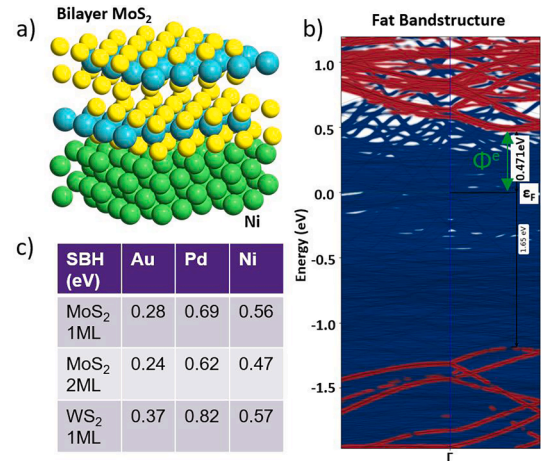 a)
Bilayer MoS₂
Ni
b)
Fat Bandstructure
Energy (eV)
1.0
0.5
0.0
-0.5
-1.0
-1.5
Φᵉ
0.471eV
εF
1.65 eV
Γ
c)
SBH (eV) Au Pd Ni
MoS₂ 1ML 0.28 0.69 0.56
MoS₂ 2ML 0.24 0.62 0.47
WS₂ 1ML 0.37 0.82 0.57